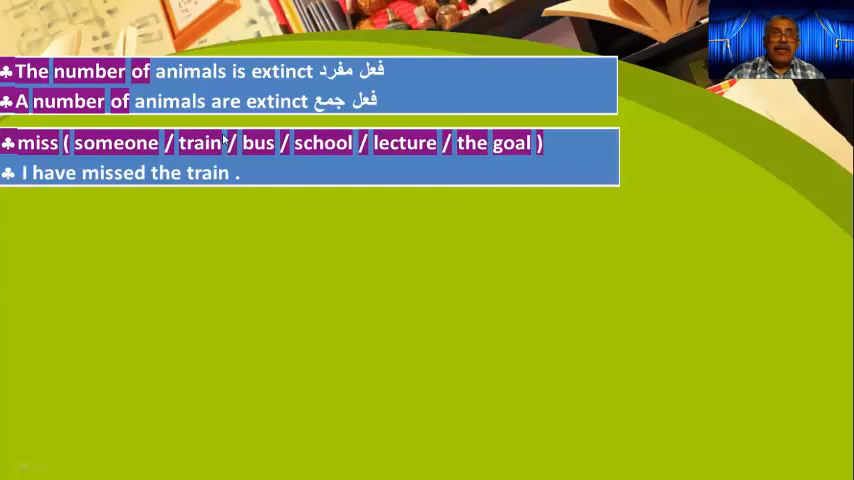 ♣The number of animals is extinct فعل مفرد
♣A number of animals are extinct فعل جمع
♣miss ( someone / train / bus / school / lecture / the goal )
♣ I have missed the train .